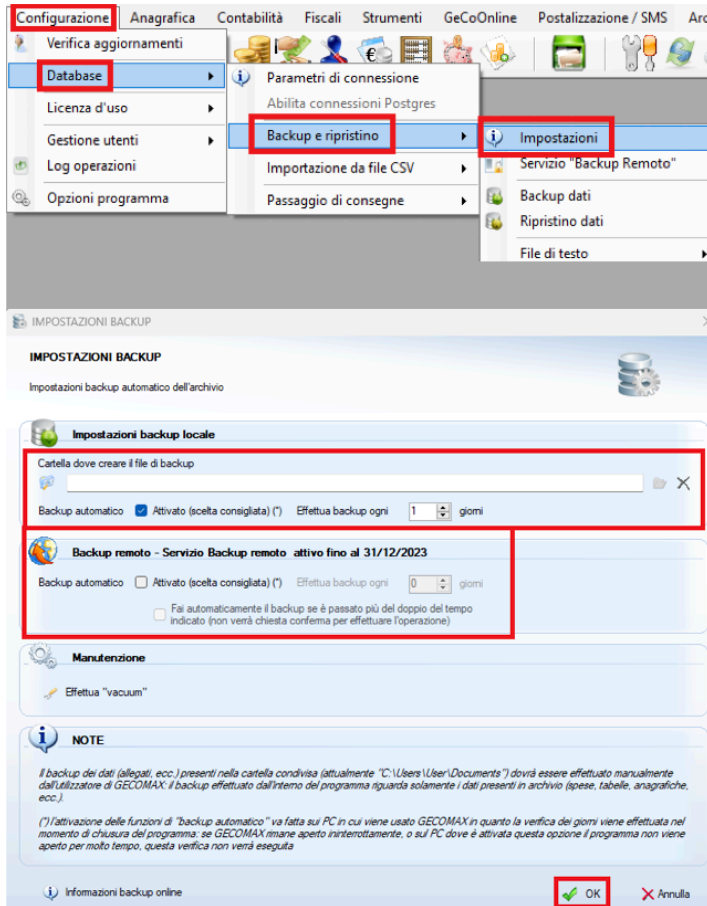 Configurazione Anagrafica Contabilità Fiscali Strumenti GeCoOnline Postalizzazione / SMS Arc
Verifica aggiornamenti
Database
Licenza d'uso
Gestione utenti
Log operazioni
Opzioni programma
Parametri di connessione
Abilita connessioni Postgres
Backup e ripristino
Importazione da file CSV
Passaggio di consegne
Impostazioni
Servizio "Backup Remoto"
Backup dati
Ripristino dati
File di testo
IMPOSTAZIONI BACKUP
IMPOSTAZIONI BACKUP
Impostazioni backup automatico dell'archivio
Impostazioni backup locale
Cartella dove creare il file di backup
Backup automatico Attivato (scelta consigliata) (*) Effettua backup ogni 1 giorni
Backup remoto - Servizio Backup remoto attivo fino al 31/12/2023
Backup automatico Attivato (scelta consigliata) (*) Effettua backup ogni 0 giorni
Fai automaticamente il backup se è passato più del doppio del tempo
indicato (non verrà chiesta conferma per effettuare l'operazione)
Manutenzione
Effettua "vacuum"
NOTE
Il backup dei dati (allegati, ecc.) presenti nella cartella condivisa (attualmente "C:\Users\User\Documents") dovrà essere effettuato manualmente
dall'utilizzatore di GECOMAX: il backup effettuato dall'interno del programma riguarda solamente i dati presenti in archivio (spese, tabelle, anagrafiche,
ecc.).
(*) l'attivazione delle funzioni di "backup automatico" va fatta sui PC in cui viene usato GECOMAX in quanto la verifica dei giorni viene effettuata nel
momento di chiusura del programma: se GECOMAX rimane aperto ininterrottamente, o sul PC dove è attivata questa opzione il programma non viene
aperto per molto tempo, questa verifica non verrà eseguita
Informazioni backup online
OK
Annulla